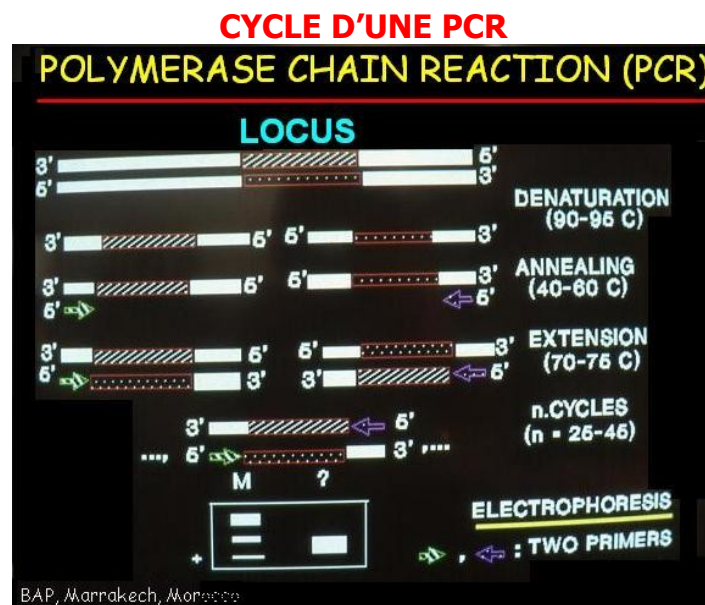 CYCLE D'UNE PCR
POLYMERASE CHAIN REACTION (PCR)
LOCUS
3' 5'
5' 3'
DENATURATION
(90-95 C)
3' 5' 5' 3'
ANNEALING
(40-60 C)
3' 5' 5' 3'
5' 5'
EXTENSION
(70-75 C)
3' 5' 5' 3'
5' 3' 3' 5'
n.CYCLES
(n = 25-45)
3' 5'
...., 5' 3' ,....
M ?
ELECTROPHORESIS
+ , : TWO PRIMERS
BAP, Marrakech, Morocco